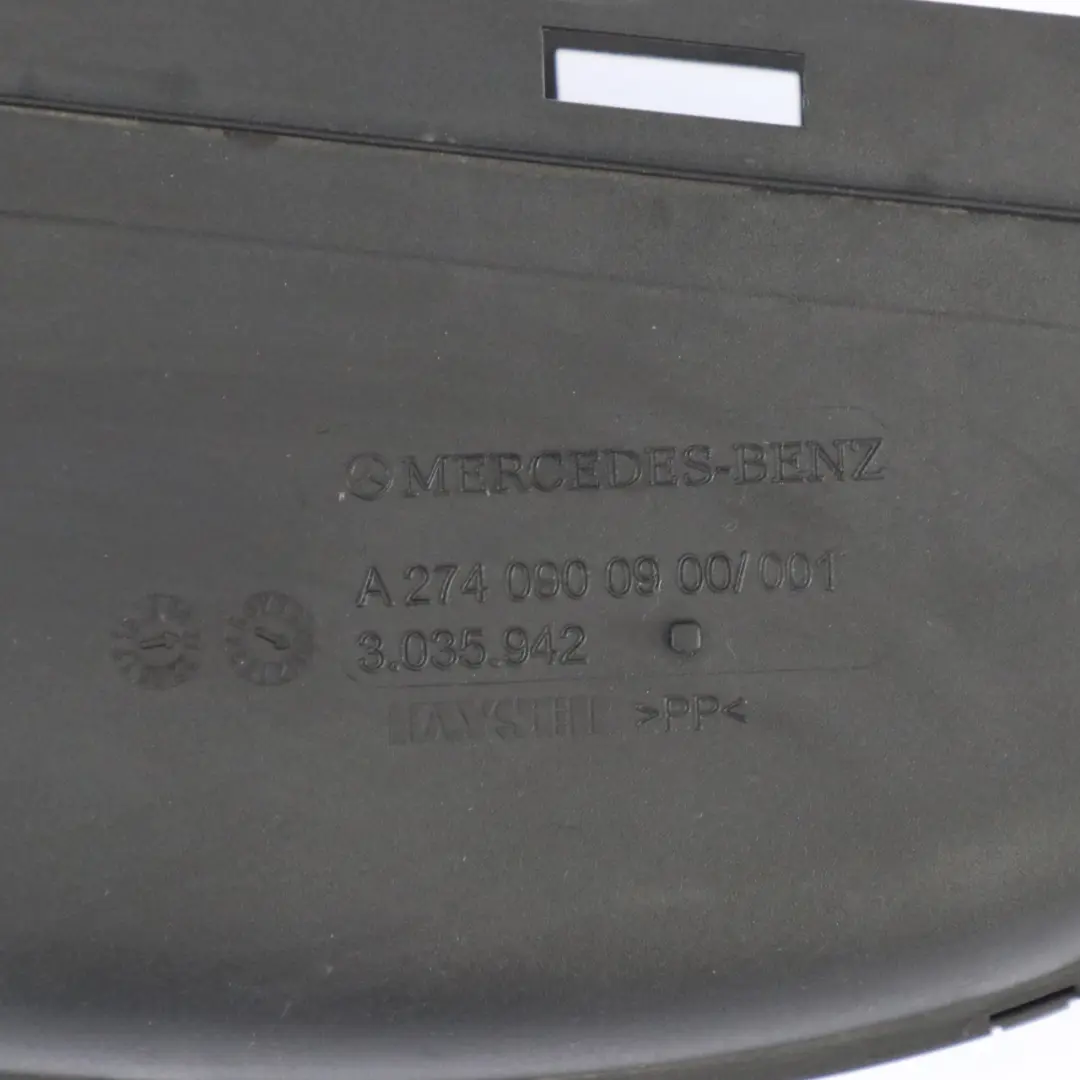 MERCEDES-BENZ
A 274 090 09 00/001
3.035.942
>PP<